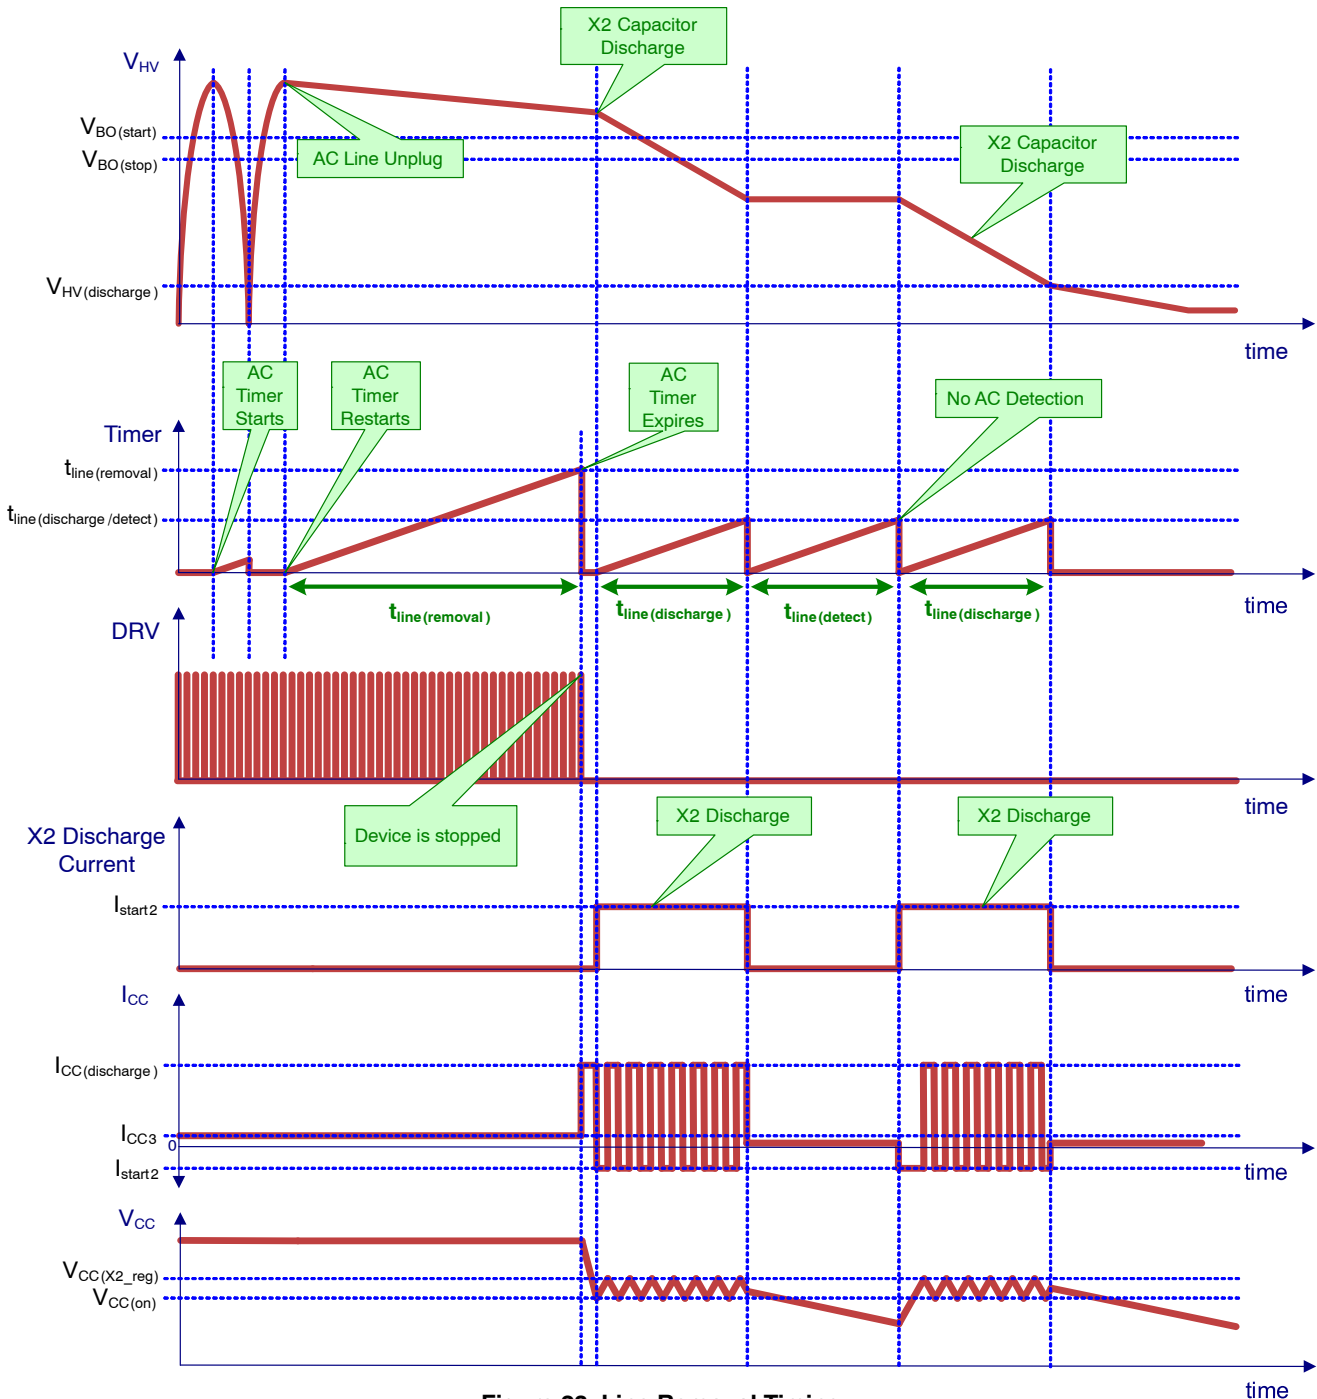 X2 Capacitor
Discharge
VHV
VBO(start)
VBO(stop)
AC Line Unplug
X2 Capacitor
Discharge
VHV(discharge)
time
AC
Timer
Starts
AC
Timer
Restarts
AC
Timer
Expires
No AC Detection
Timer
tline(removal)
tline(discharge/detect)
time
tline(removal)
tline(discharge)
tline(detect)
tline(discharge)
DRV
time
Device is stopped
X2 Discharge
X2 Discharge
X2 Discharge
Current
Istart2
time
ICC
ICC(discharge)
ICC3
0
Istart2
time
VCC
VCC(X2_reg)
VCC(on)
time